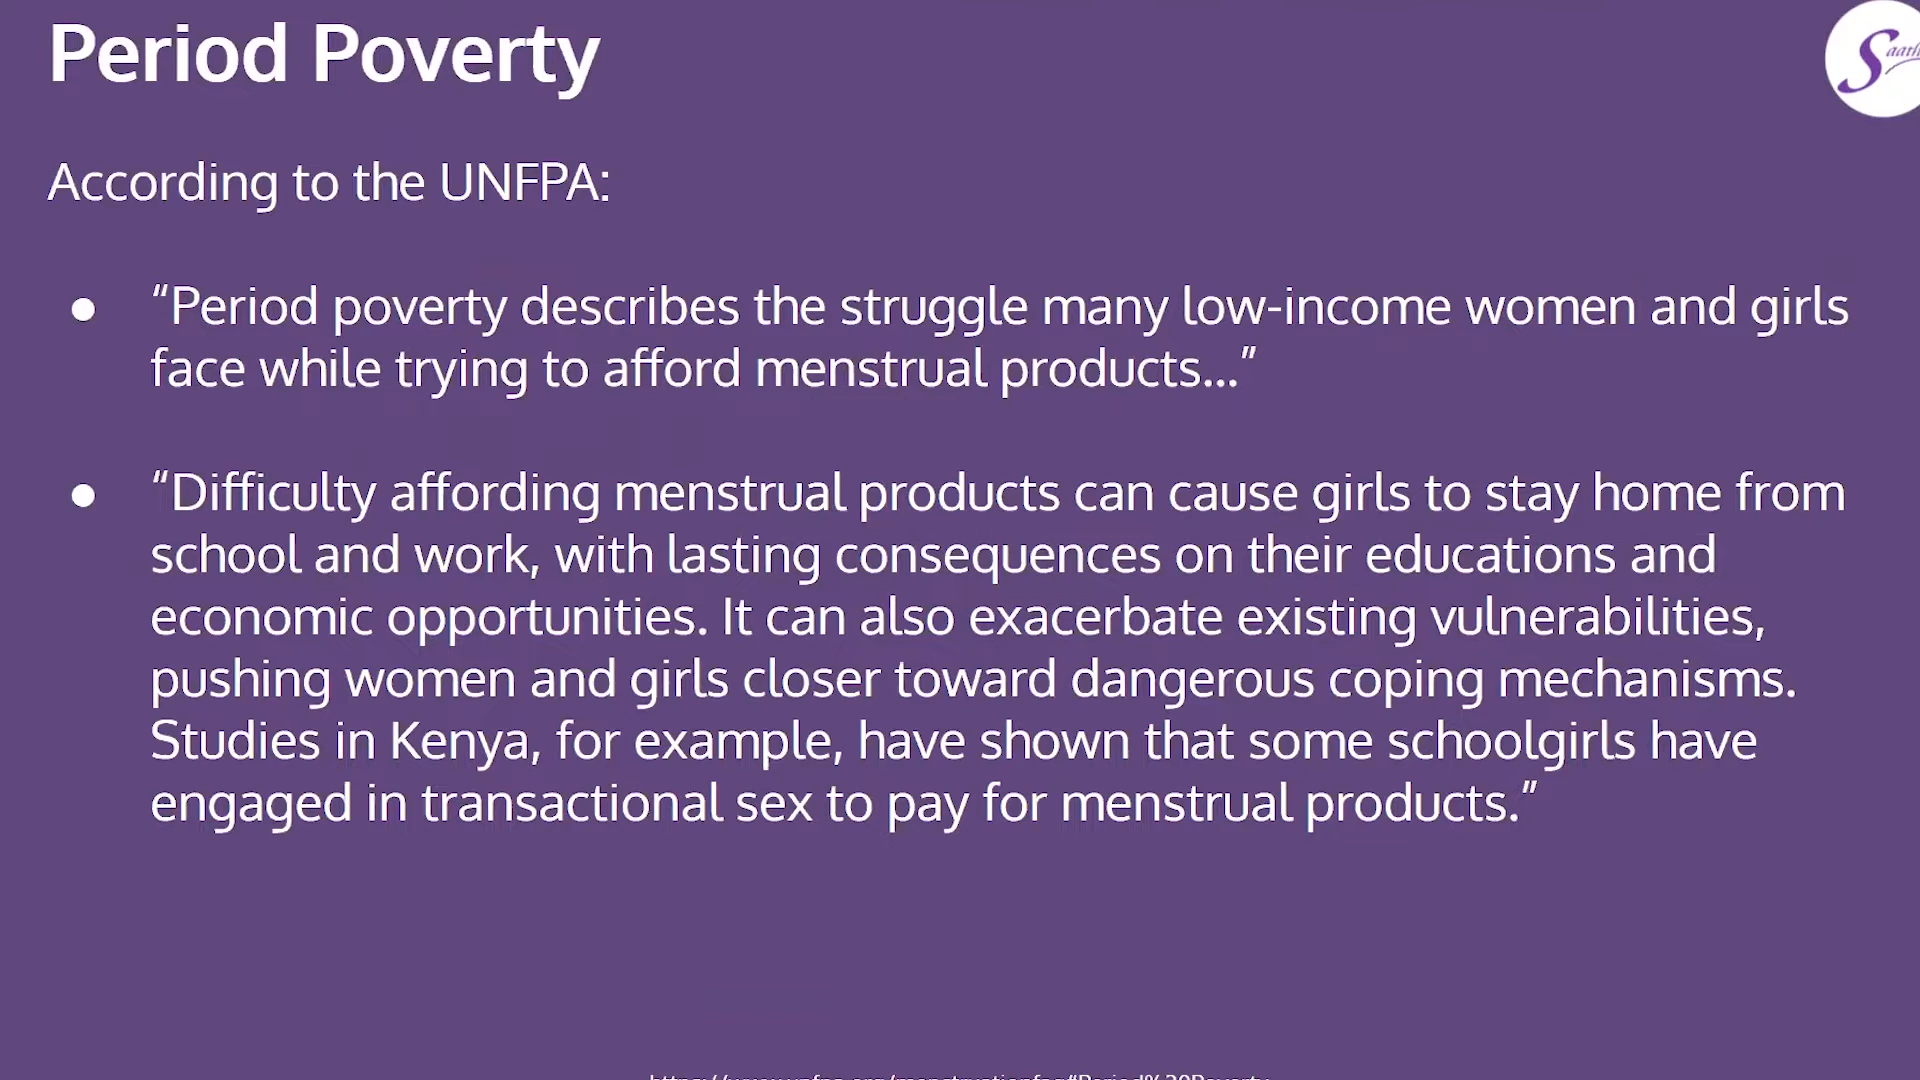 Period Poverty
According to the UNFPA:
● “Period poverty describes the struggle many low-income women and girls
face while trying to afford menstrual products...”
● “Difficulty affording menstrual products can cause girls to stay home from
school and work, with lasting consequences on their educations and
economic opportunities. It can also exacerbate existing vulnerabilities,
pushing women and girls closer toward dangerous coping mechanisms.
Studies in Kenya, for example, have shown that some schoolgirls have
engaged in transactional sex to pay for menstrual products.”